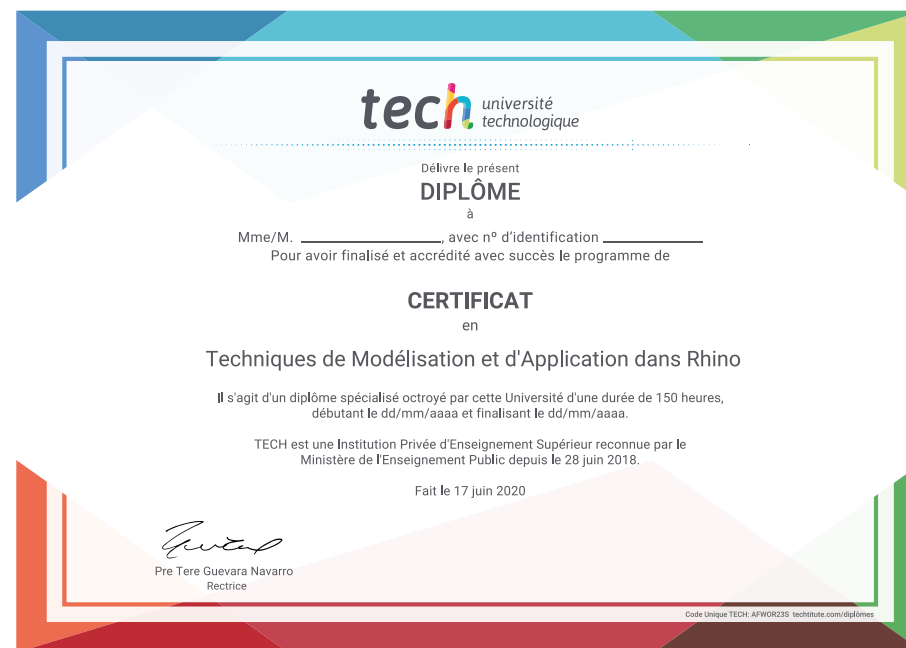 tech université
technologique
Délivre le présent
DIPLÔME
à
Mme/M. ____________________, avec nº d'identification ______________
Pour avoir finalisé et accrédité avec succès le programme de
CERTIFICAT
en
Techniques de Modélisation et d'Application dans Rhino
Il s'agit d'un diplôme spécialisé octroyé par cette Université d'une durée de 150 heures,
débutant le dd/mm/aaaa et finalisant le dd/mm/aaaa.
TECH est une Institution Privée d'Enseignement Supérieur reconnue par le
Ministère de l'Enseignement Public depuis le 28 juin 2018.
Fait le 17 juin 2020
Pre Tere Guevara Navarro
Rectrice
Code Unique TECH: AFWOR23S techtitute.com/diplômes